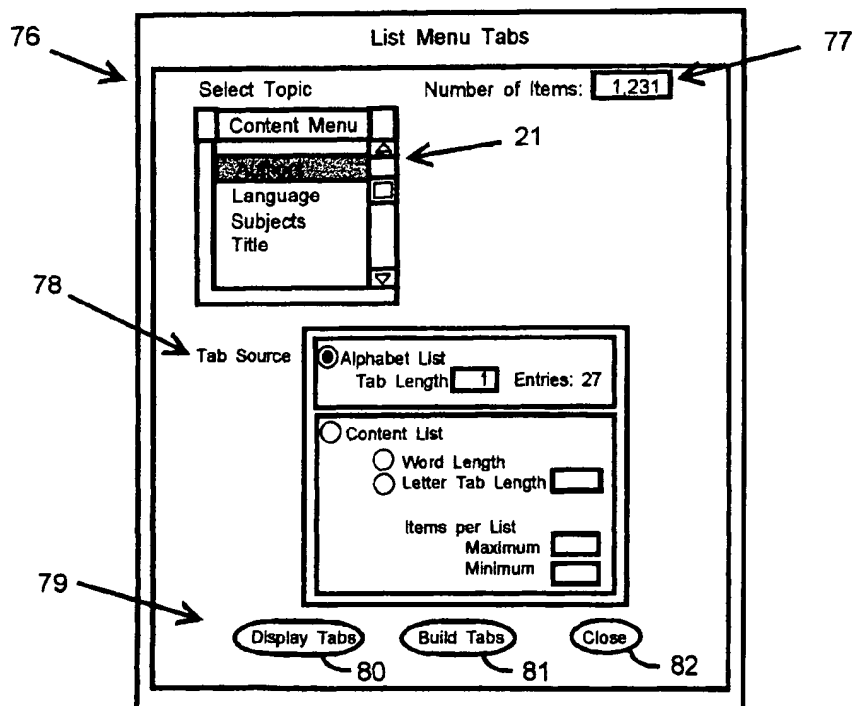 List Menu Tabs
76
77
Select Topic
Number of Items: 1,231
Content Menu
21
Language
Subjects
Title
78
Tab Source
Alphabet List
Tab Length 1 Entries: 27
Content List
Word Length
Letter Tab Length
Items per List
Maximum
Minimum
79
Display Tabs
Build Tabs
Close
80
81
82